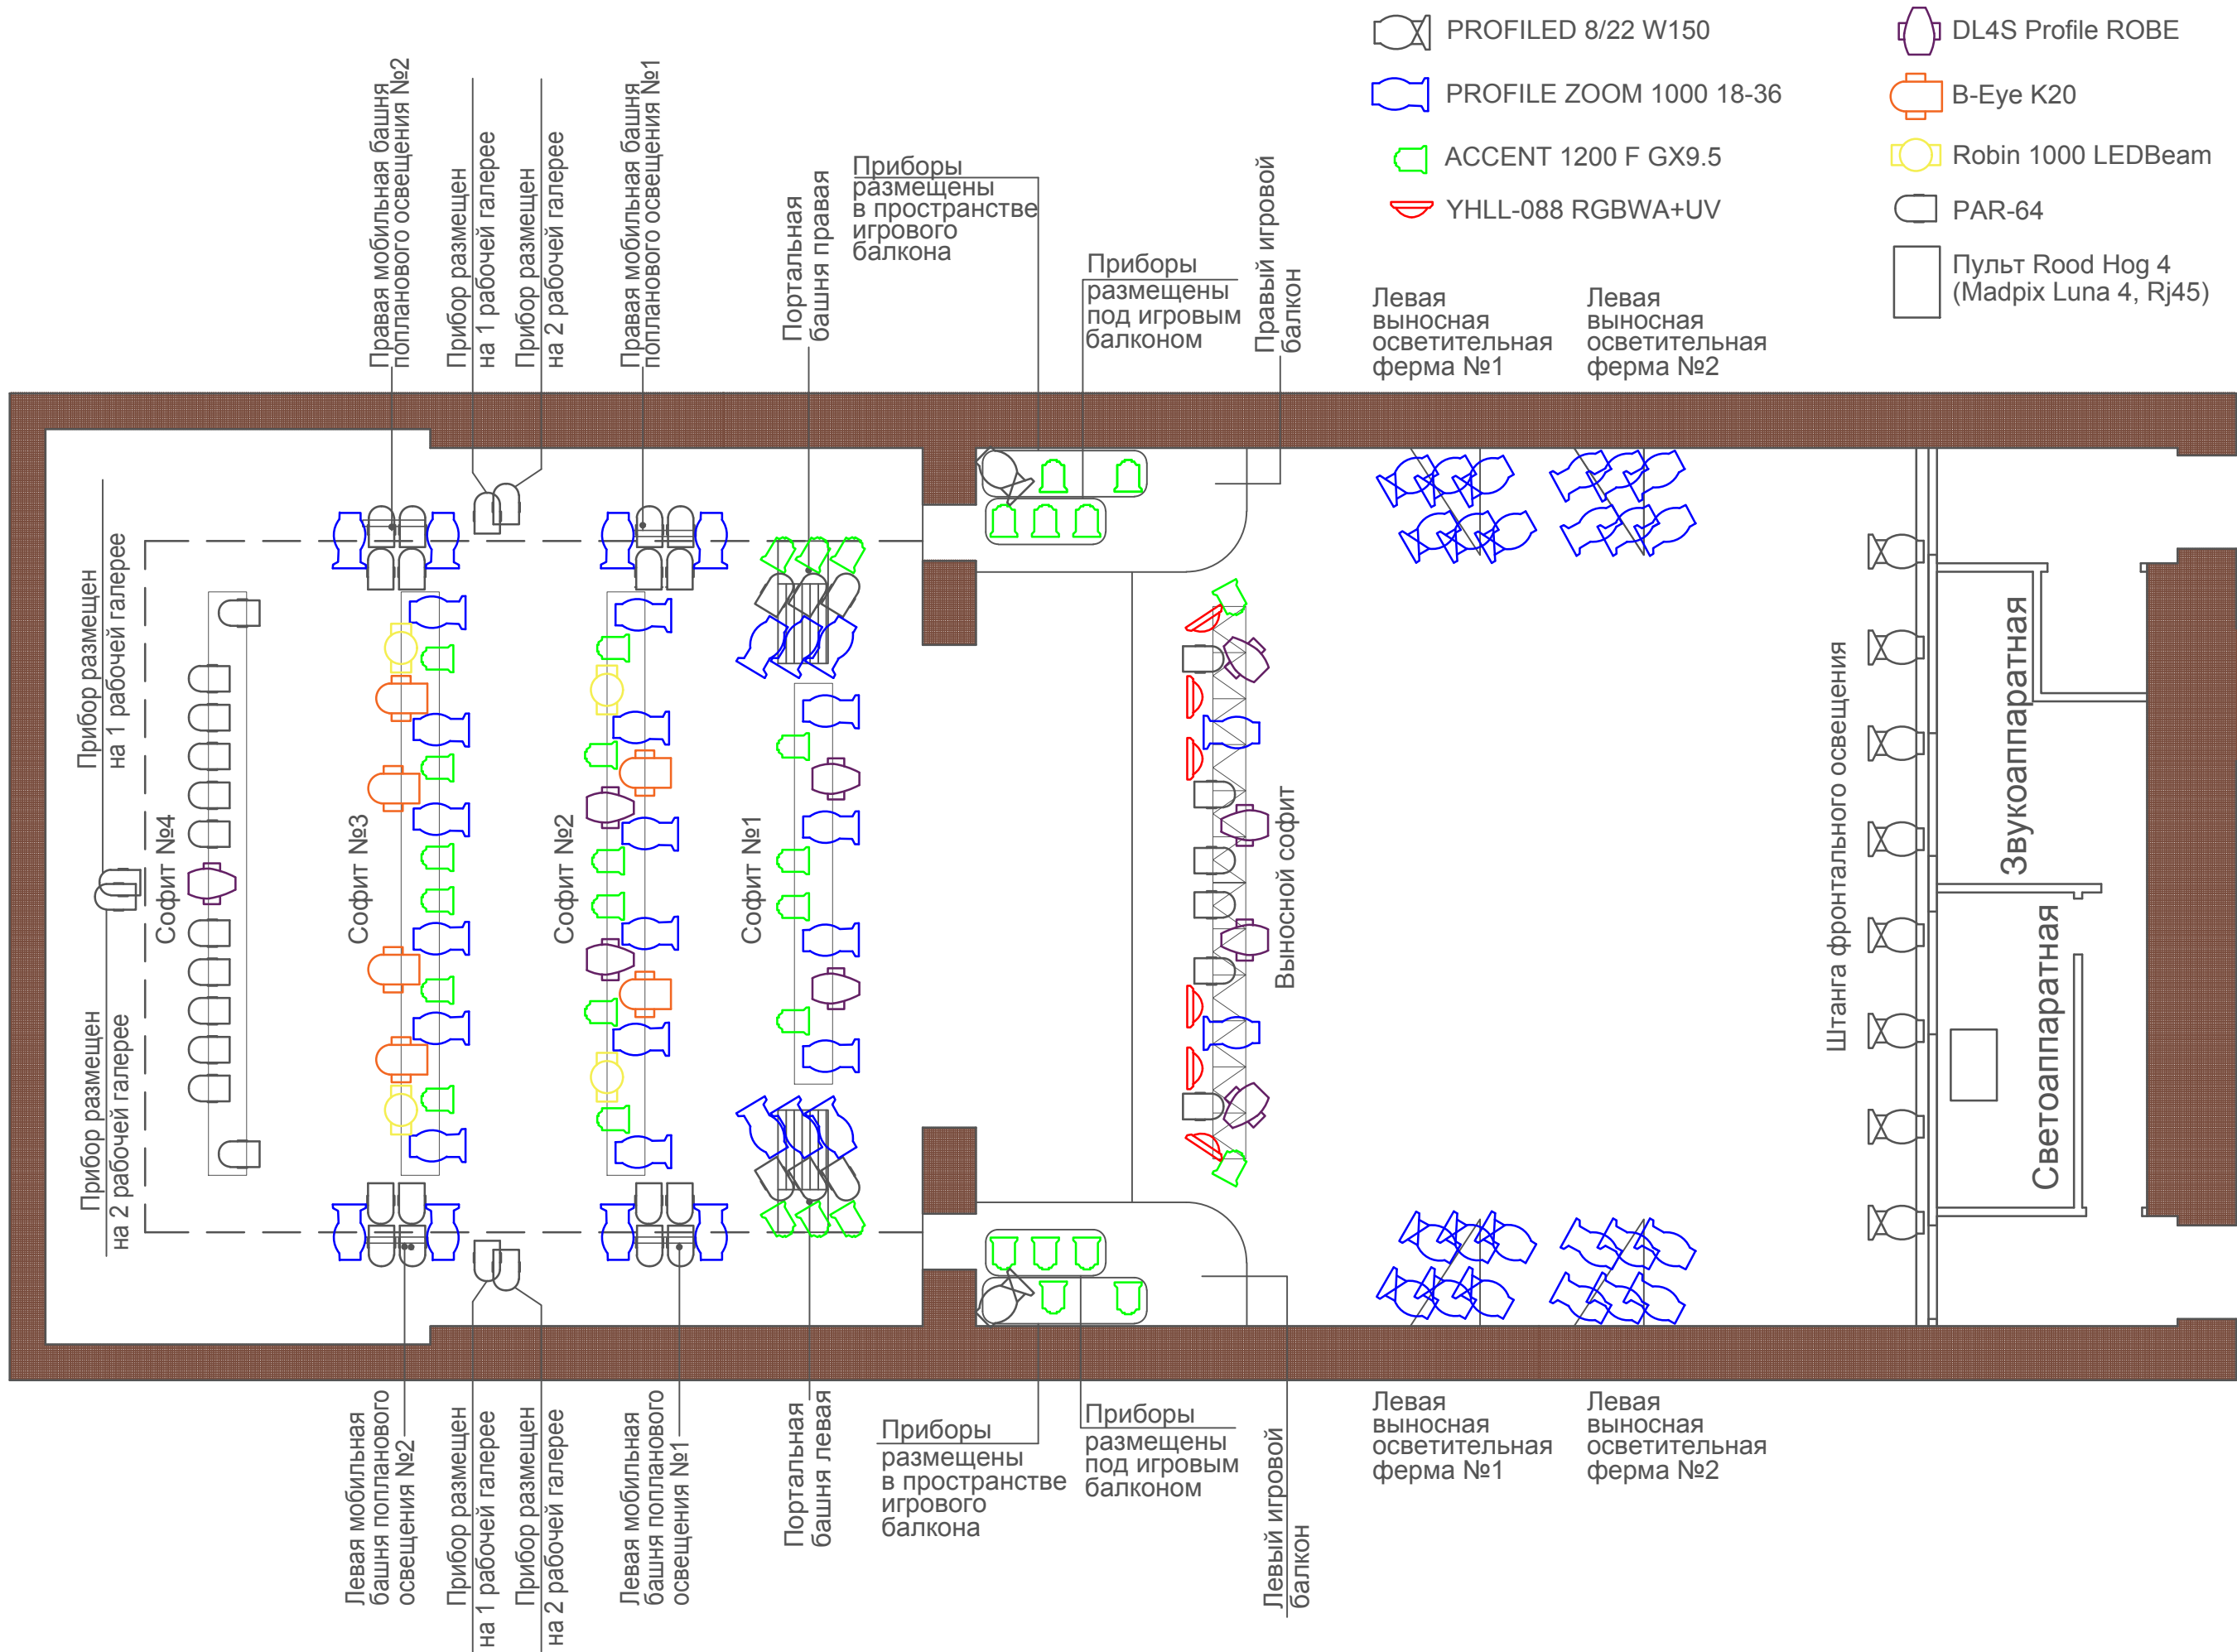 PROFILED 8/22 W150
PROFILE ZOOM 1000 18-36
ACCENT 1200 F GX9.5
YHLL-088 RGBWA+UV
DL4S Profile ROBE
B-Eye K20
Robin 1000 LEDBeam
PAR-64
Пульт Rood Hog 4
(Madpix Luna 4, Rj45)
Правая мобильная башня
попланового освещения №2
Прибор размещен
на 1 рабочей галерее
Прибор размещен
на 2 рабочей галерее
Правая мобильная башня
попланового освещения №1
Портальная
башня правая
Приборы
размещены
в пространстве
игрового
балкона
Приборы
размещены
под игровым
балконом
Правый игровой
балкон
Левая
выносная
осветительная
ферма №1
Левая
выносная
осветительная
ферма №2
Прибор размещен
на 1 рабочей галерее
Прибор размещен
на 2 рабочей галерее
Софит №4
Софит №3
Софит №2
Софит №1
Выносной софит
Штанга фронтального освещения
Звукоаппаратная
Светоаппаратная
Левая мобильная
башня попланового
освещения №2
Прибор размещен
на 1 рабочей галерее
Прибор размещен
на 2 рабочей галерее
Левая мобильная
башня попланового
освещения №1
Портальная
башня левая
Приборы
размещены
в пространстве
игрового
балкона
Приборы
размещены
под игровым
балконом
Левый игровой
балкон
Левая
выносная
осветительная
ферма №1
Левая
выносная
осветительная
ферма №2